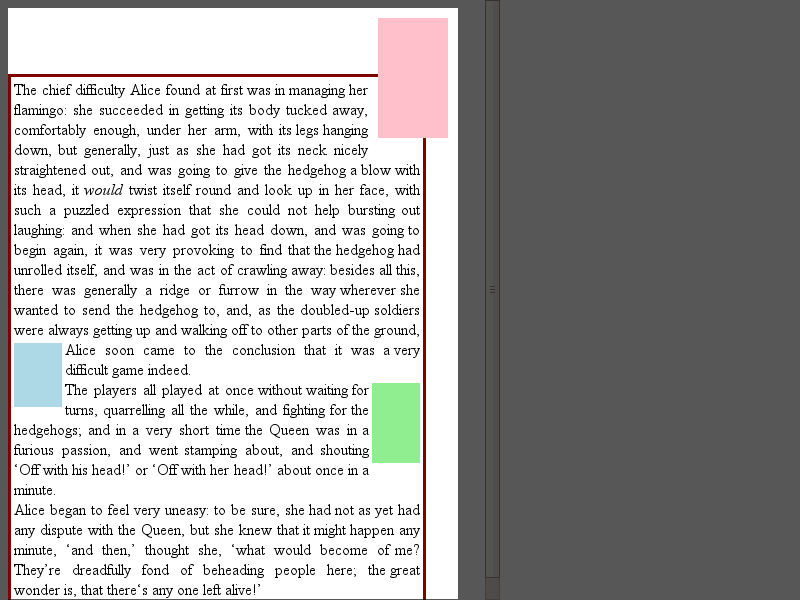 The chief difficulty Alice found at first was in managing her
flamingo: she succeeded in getting its body tucked away,
comfortably enough, under her arm, with its legs hanging
down, but generally, just as she had got its neck nicely
straightened out, and was going to give the hedgehog a blow with
its head, it would twist itself round and look up in her face, with
such a puzzled expression that she could not help bursting out
laughing: and when she had got its head down, and was going to
begin again, it was very provoking to find that the hedgehog had
unrolled itself, and was in the act of crawling away: besides all this,
there was generally a ridge or furrow in the way wherever she
wanted to send the hedgehog to, and, as the doubled-up soldiers
were always getting up and walking off to other parts of the ground,
Alice soon came to the conclusion that it was a very
difficult game indeed.
The players all played at once without waiting for
turns, quarrelling all the while, and fighting for the
hedgehogs; and in a very short time the Queen was in a
furious passion, and went stamping about, and shouting
‘Off with his head!’ or ‘Off with her head!’ about once in a
minute.
Alice began to feel very uneasy: to be sure, she had not as yet had
any dispute with the Queen, but she knew that it might happen any
minute, ‘and then,’ thought she, ‘what would become of me?
They’re dreadfully fond of beheading people here; the great
wonder is, that there‘s any one left alive!’